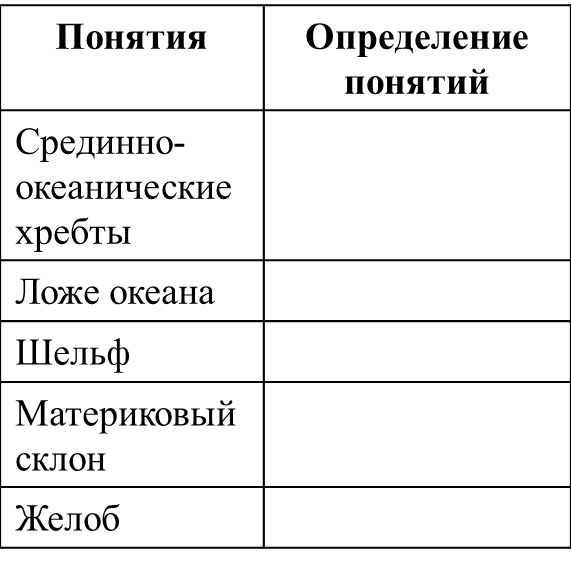 Понятия
Определение
понятий
Срединно-
океанические
хребты
Ложе океана
Шельф
Материковый
склон
Желоб